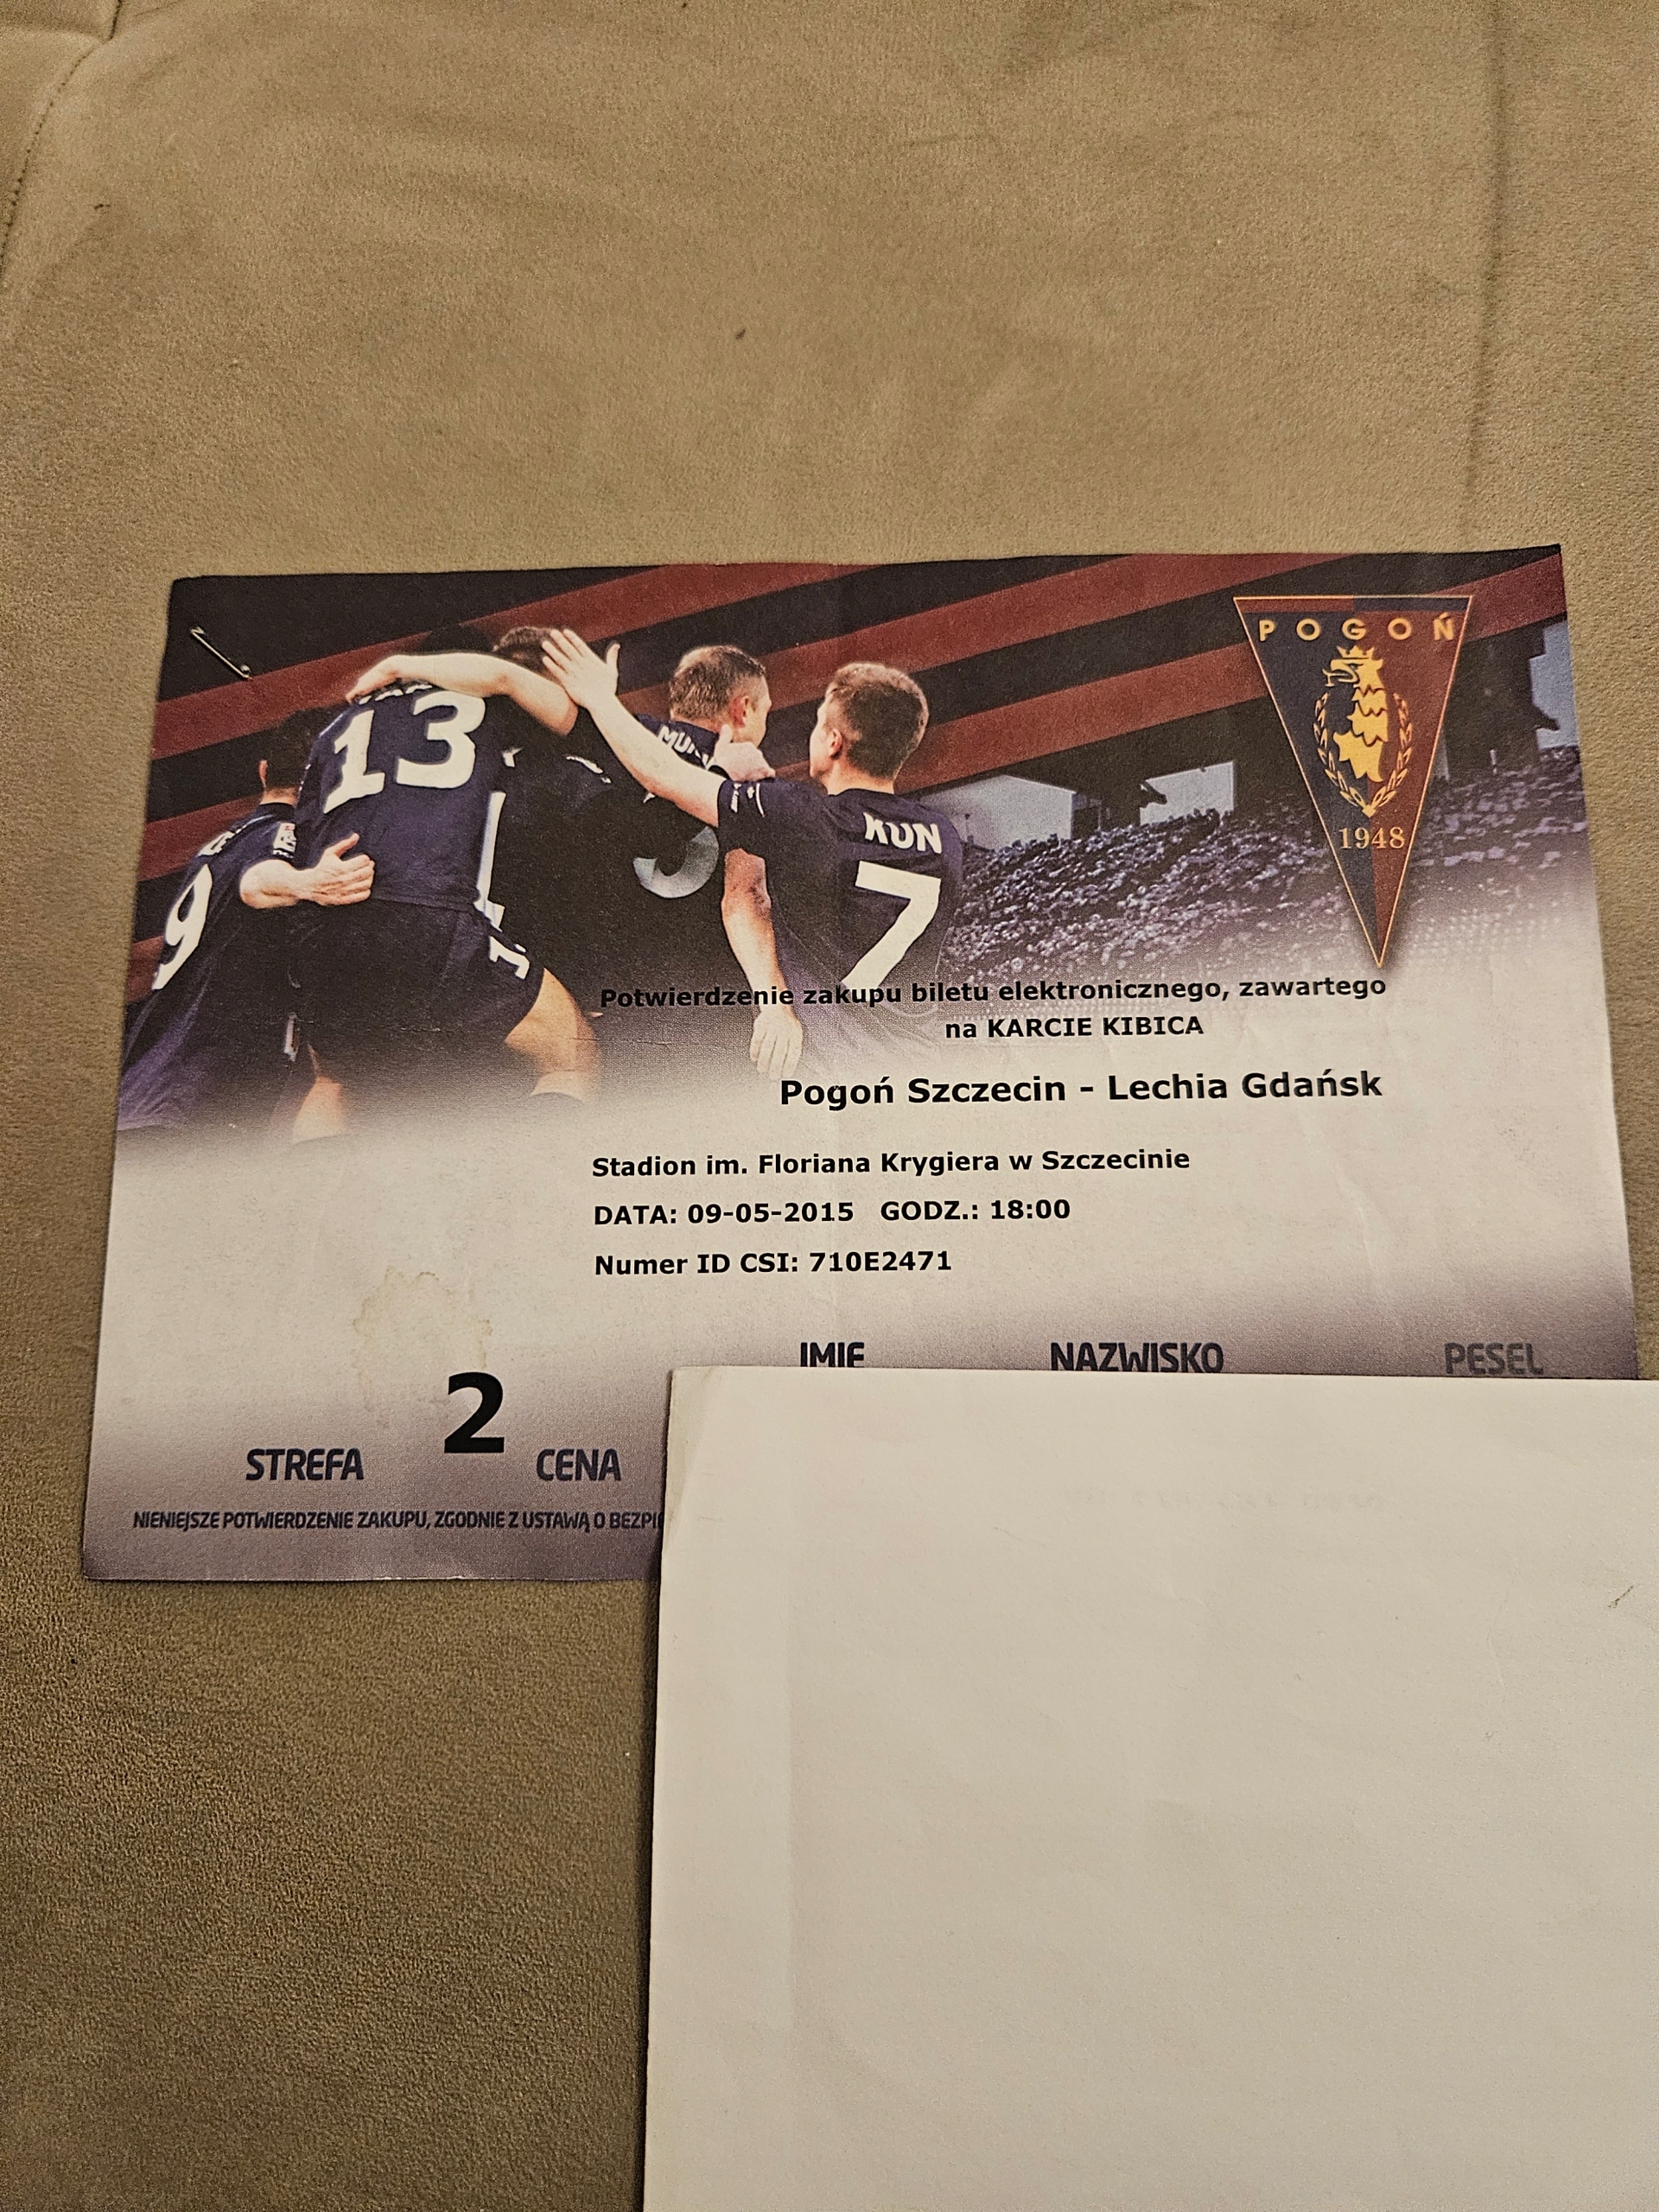 POGOŃ
1948
13
9
KUN
7
Potwierdzenie zakupu biletu elektronicznego, zawartego
na KARCIE KIBICA
Pogoń Szczecin - Lechia Gdańsk
Stadion im. Floriana Krygiera w Szczecinie
DATA: 09-05-2015 GODZ.: 18:00
Numer ID CSI: 710E2471
IMIĘ NAZWISKO PESEL
STREFA 2 CENA
NIENIEJSZE POTWIERDZENIE ZAKUPU, ZGODNIE Z USTAWĄ O